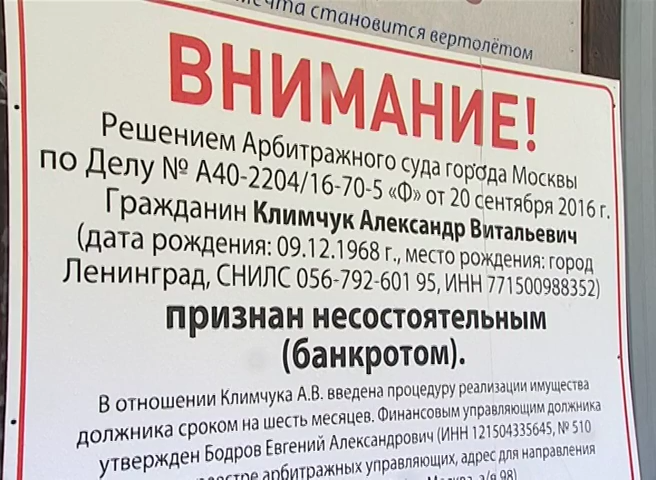 мечта становится вертолётом
ВНИМАНИЕ!
Решением Арбитражного суда города Москвы
по Делу № А40-2204/16-70-5 «Ф» от 20 сентября 2016 г.
Гражданин Климчук Александр Витальевич
(дата рождения: 09.12.1968 г., место рождения: город
Ленинград, СНИЛС 056-792-601 95, ИНН 771500988352)
признан несостоятельным
(банкротом).
В отношении Климчука А.В. введена процедуру реализации имущества
должника сроком на шесть месяцев. Финансовым управляющим должника
утвержден Бодров Евгений Александрович (ИНН 121504335645, № 510
реестре арбитражных управляющих, адрес для направления
Москва, а/я 98)